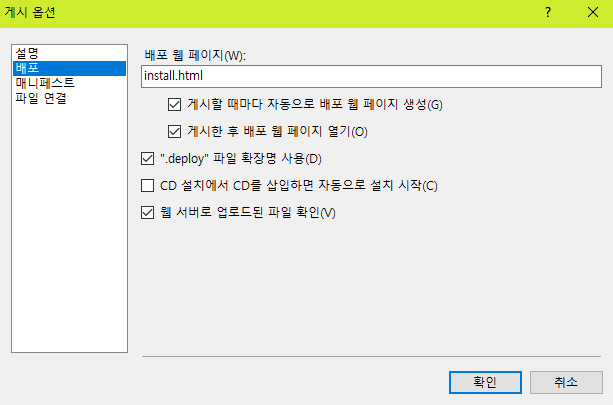 게시 옵션
설명
배포
매니페스트
파일 연결
배포 웹 페이지(W):
install.html
게시할 때마다 자동으로 배포 웹 페이지 생성(G)
게시한 후 배포 웹 페이지 열기(O)
".deploy" 파일 확장명 사용(D)
CD 설치에서 CD를 삽입하면 자동으로 설치 시작(C)
웹 서버로 업로드된 파일 확인(V)
확인
취소